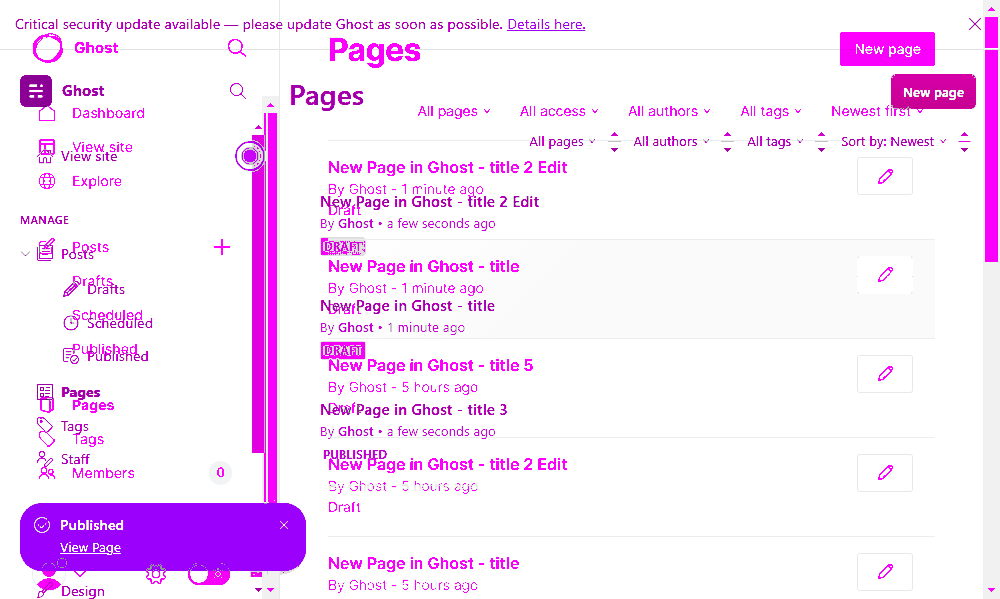 Critical security update available — please update Ghost as soon as possible. Details here.
Ghost
Pages
New page
Ghost
Pages
New page
Dashboard
All pages
All access
All authors
All tags
Newest first
View site
View site
All pages
All authors
All tags
Sort by: Newest
Explore
New Page in Ghost - title 2 Edit
By Ghost - 1 minute ago
Draft
New Page in Ghost - title 2 Edit
By Ghost • a few seconds ago
DRAFT
MANAGE
Posts
Posts
New Page in Ghost - title
By Ghost - 1 minute ago
Draft
New Page in Ghost - title
By Ghost • 1 minute ago
DRAFT
Drafts
Drafts
Scheduled
Scheduled
Published
Published
New Page in Ghost - title 5
By Ghost - 5 hours ago
Draft
New Page in Ghost - title 3
By Ghost • a few seconds ago
PUBLISHED
Pages
Pages
Tags
Tags
Staff
Members
0
New Page in Ghost - title 2 Edit
By Ghost - 5 hours ago
Draft
Published
View Page
New Page in Ghost - title
By Ghost - 5 hours ago
Design